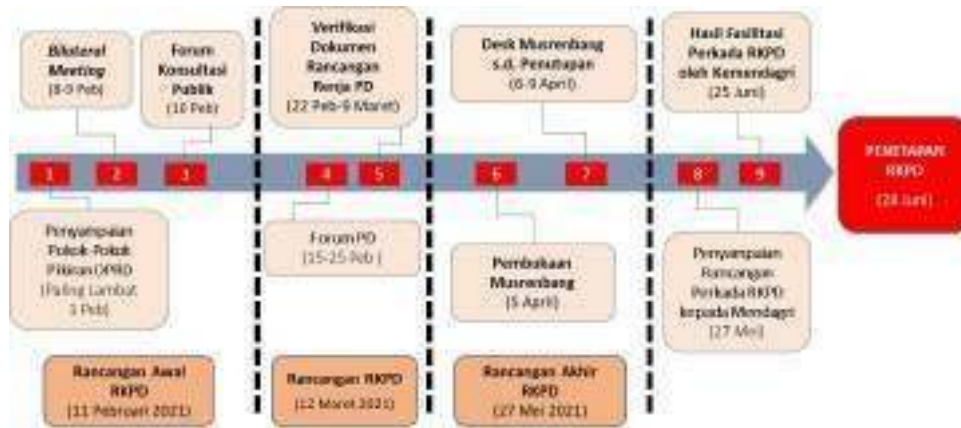 Bilateral
Meeting
(8-9 Peb)
Forum
Konsultasi
Publik
(10 Peb)
Verifikasi
Dokumen
Rancangan
Renja PD
(22 Peb-9 Maret)
Desk Musrenbang
s.d. Penutupan
(6-9 April)
Hasil Fasilitasi
Perkada RKPD
oleh Kemendagri
(25 Juni)
1
2
3
4
5
6
7
8
9
PENETAPAN
RKPD
(28 Juni)
Penyampaian
Pokok-Pokok
Pikiran DPRD
(Paling Lambat
3 Peb)
Forum PD
(15-25 Peb )
Pembukaan
Musrenbang
(5 April)
Penyampaian
Rancangan
Perkada RKPD
kepada Mendagri
(27 Mei)
Rancangan Awal
RKPD
(11 Pebruari 2021)
Rancangan RKPD
(12 Maret 2021)
Rancangan Akhir
RKPD
(27 Mei 2021)